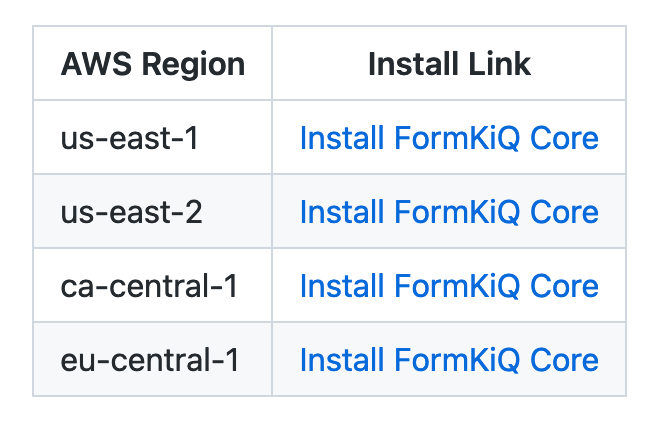 AWS Region Install Link
us-east-1 Install FormKiQ Core
us-east-2 Install FormKiQ Core
ca-central-1 Install FormKiQ Core
eu-central-1 Install FormKiQ Core